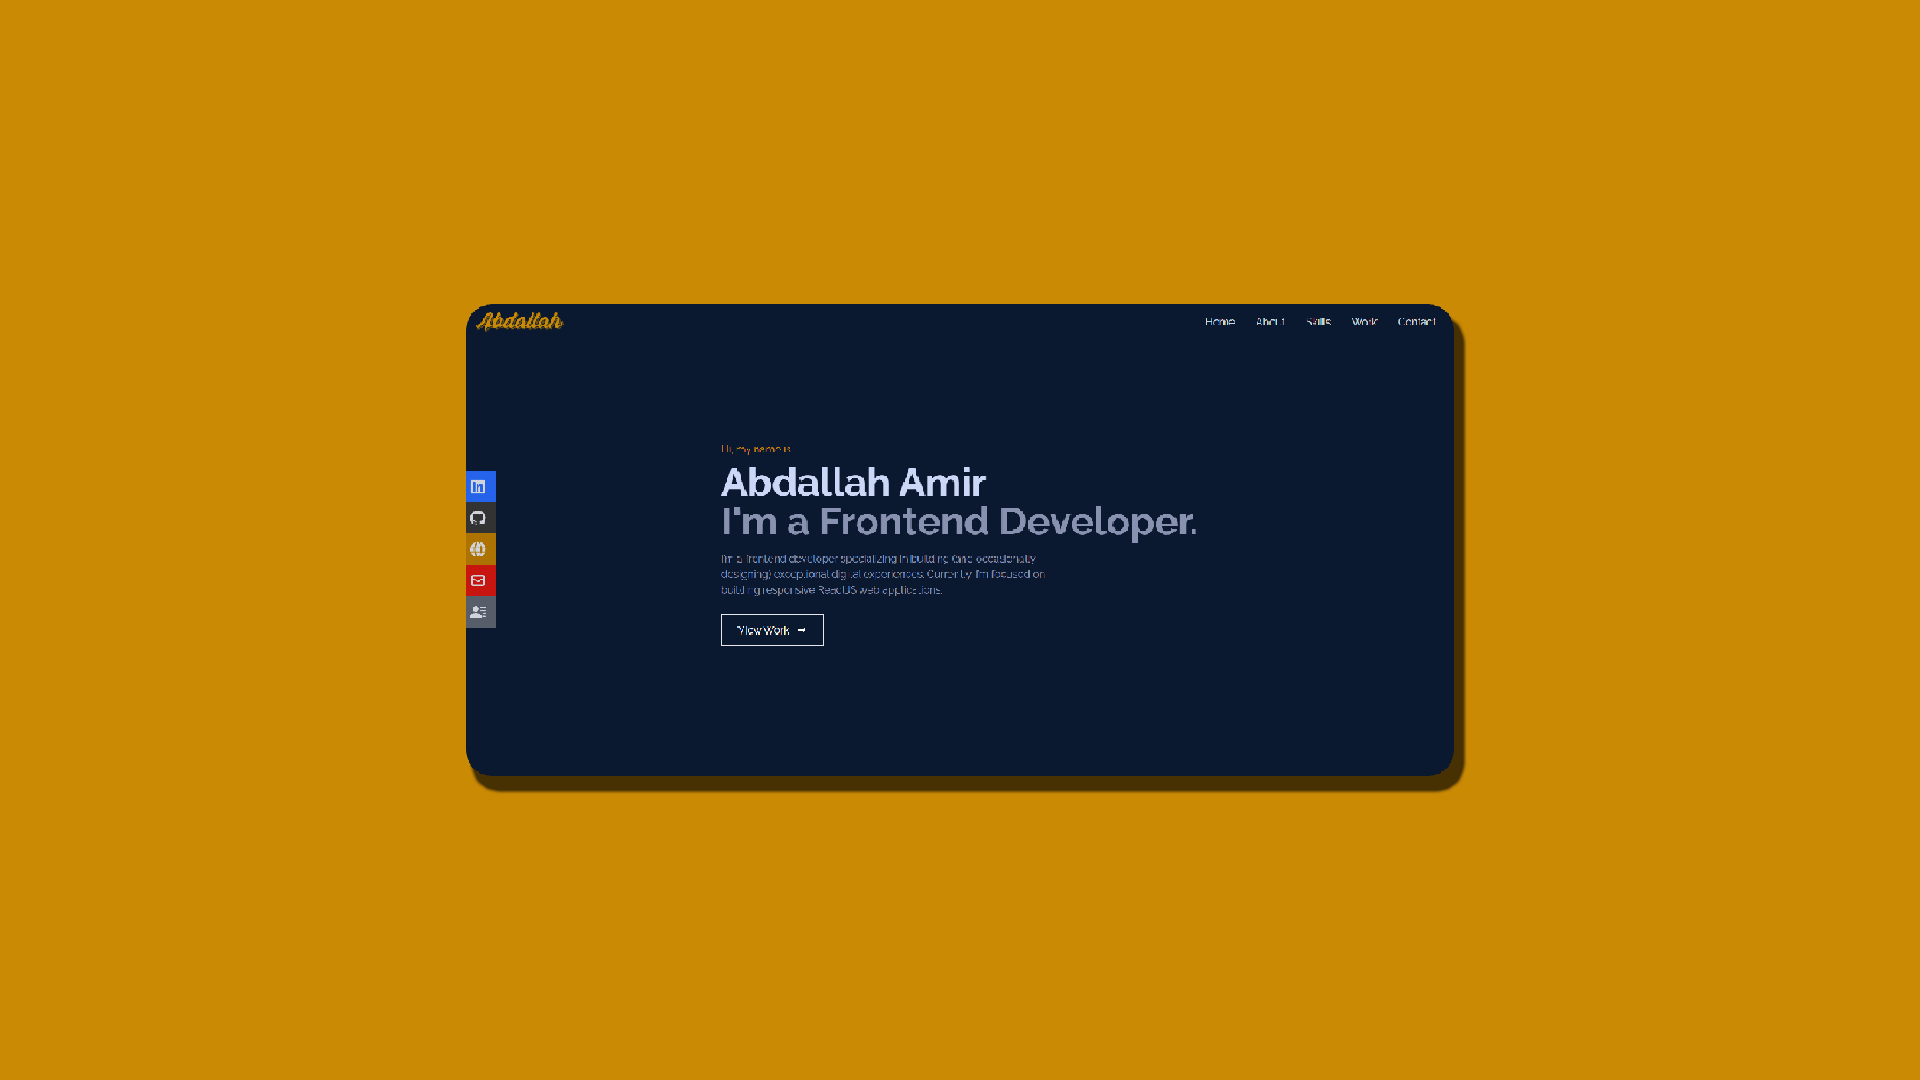 Abdallah
Home About Skills Work Contact
Hi, my name is
Abdallah Amir
I'm a Frontend Developer.
I'm a frontend developer specializing in building (and occasionally
designing) exceptional digital experiences. Currently, I'm focused on
building responsive ReactJS web applications.
View Work →